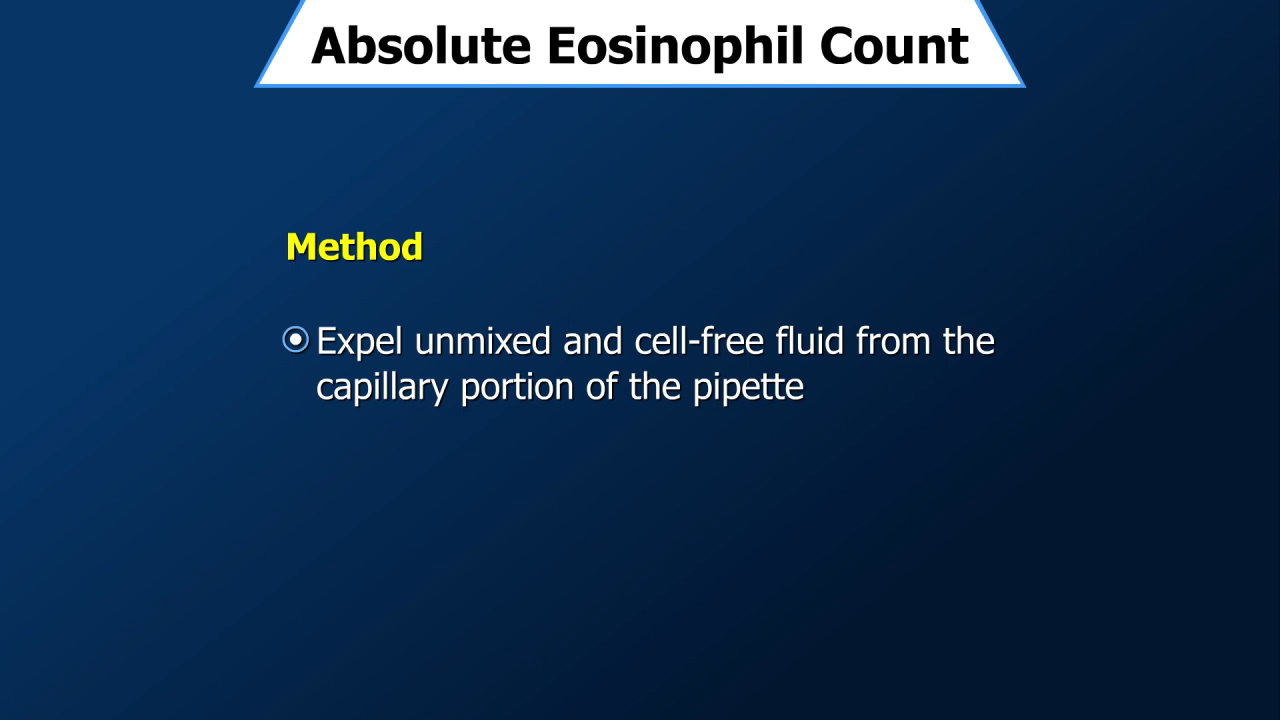 Absolute Eosinophil Count
Method
Expel unmixed and cell-free fluid from the
capillary portion of the pipette